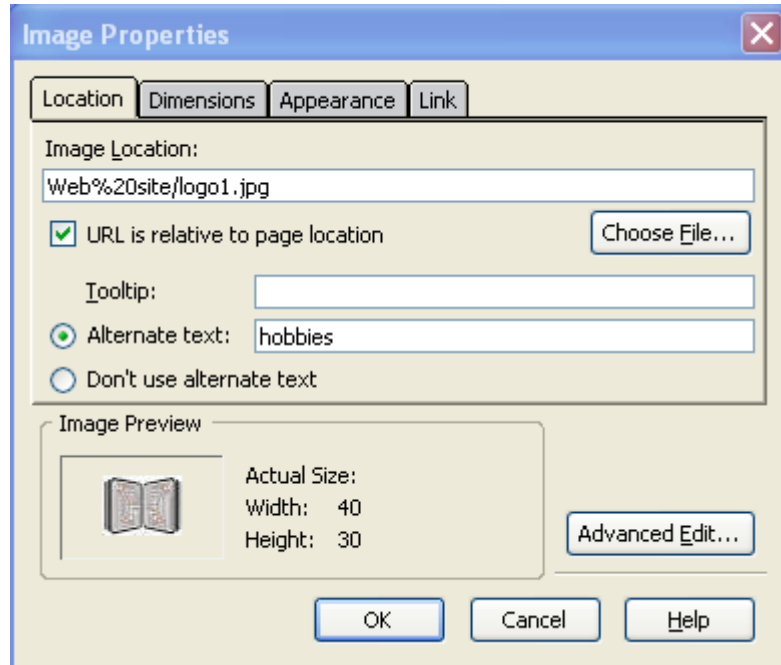 Image Properties
Location Dimensions Appearance Link
Image Location:
Web%20site/logo1.jpg
URL is relative to page location Choose File...
Tooltip:
Alternate text: hobbies
Don't use alternate text
Image Preview
Actual Size:
Width: 40
Height: 30
Advanced Edit...
OK Cancel Help